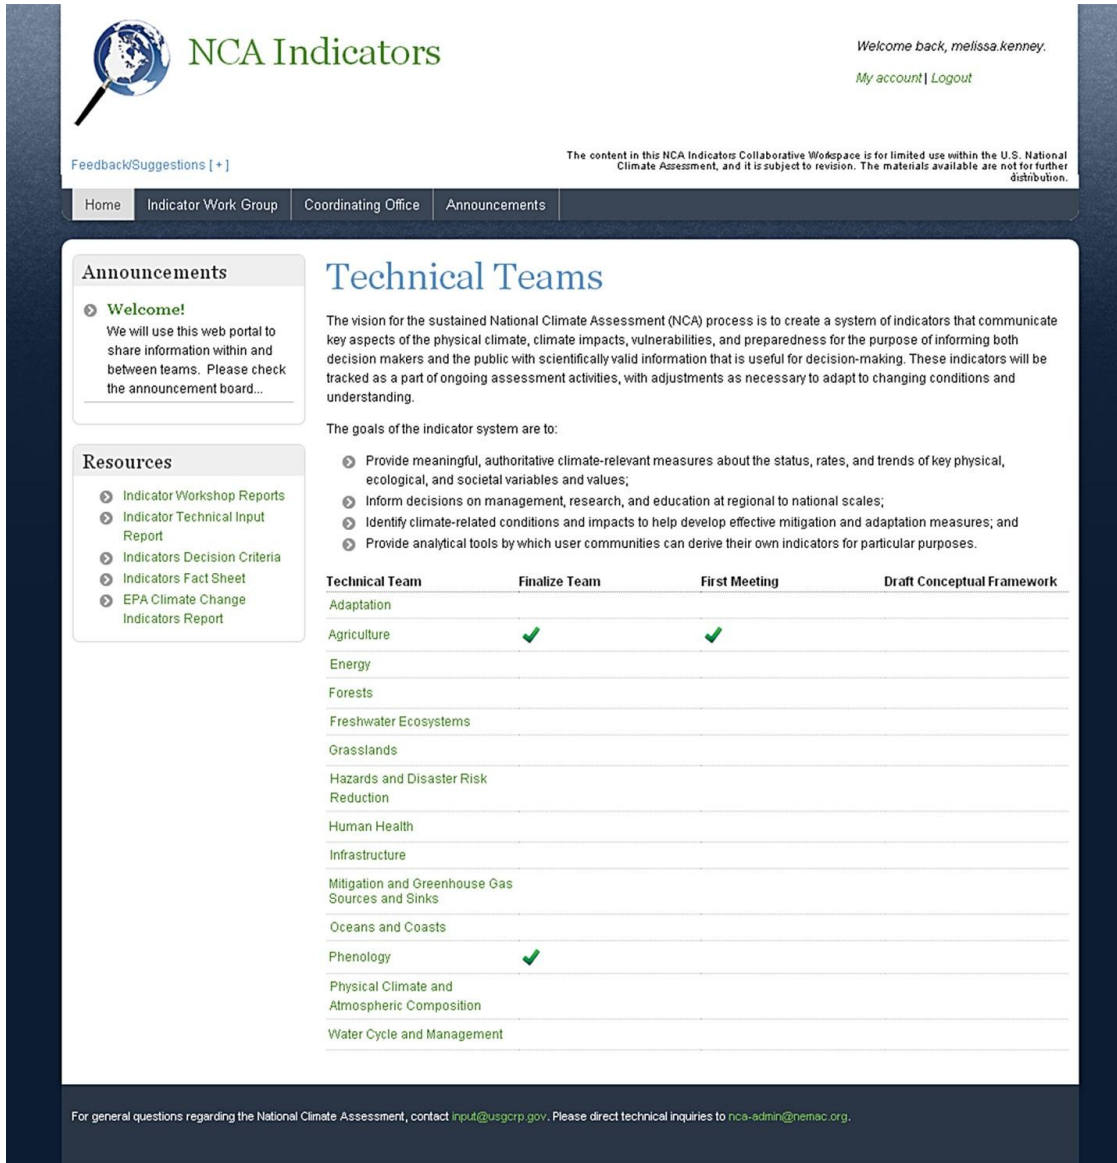 NCA Indicators
Welcome back, melissa.kenney.
My account | Logout
Feedback/Suggestions [ + ]
The content in this NCA Indicators Collaborative Workspace is for limited use within the U.S. National
Climate Assessment, and it is subject to revision. The materials available are not for further
distribution.
Home Indicator Work Group Coordinating Office Announcements
Announcements
Welcome!
We will use this web portal to
share information within and
between teams. Please check
the announcement board...
Resources
Indicator Workshop Reports
Indicator Technical Input
Report
Indicators Decision Criteria
Indicators Fact Sheet
EPA Climate Change
Indicators Report
Technical Teams
The vision for the sustained National Climate Assessment (NCA) process is to create a system of indicators that communicate
key aspects of the physical climate, climate impacts, vulnerabilities, and preparedness for the purpose of informing both
decision makers and the public with scientifically valid information that is useful for decision-making. These indicators will be
tracked as a part of ongoing assessment activities, with adjustments as necessary to adapt to changing conditions and
understanding.
The goals of the indicator system are to:
Provide meaningful, authoritative climate-relevant measures about the status, rates, and trends of key physical,
ecological, and societal variables and values;
Inform decisions on management, research, and education at regional to national scales;
Identify climate-related conditions and impacts to help develop effective mitigation and adaptation measures; and
Provide analytical tools by which user communities can derive their own indicators for particular purposes.
Technical Team Finalize Team First Meeting Draft Conceptual Framework
Adaptation
Agriculture
Energy
Forests
Freshwater Ecosystems
Grasslands
Hazards and Disaster Risk
Reduction
Human Health
Infrastructure
Mitigation and Greenhouse Gas
Sources and Sinks
Oceans and Coasts
Phenology
Physical Climate and
Atmospheric Composition
Water Cycle and Management
For general questions regarding the National Climate Assessment, contact input@usgcrp.gov. Please direct technical inquiries to nca-admin@nemac.org.